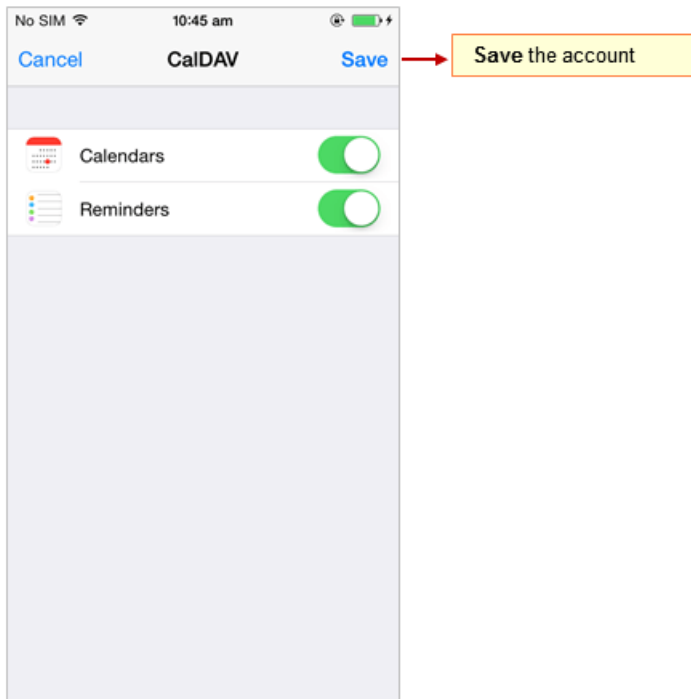 No SIM 10:45 am
Cancel CalDAV Save
Save the account
Calendars
Reminders